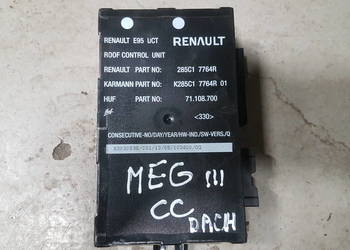 RENAULT E95 UCT RENAULT
ROOF CONTROL UNIT
RENAULT PART NO: 285C1 7764R
KARMANN PART NO: K285C1 7764R 01
HUF PART NO: 71.108.700
<330>
CONSECUTIVE-NO/DAY/YEAR/HW-IND./SW-VERS./Q
MEG III
CC
DACH